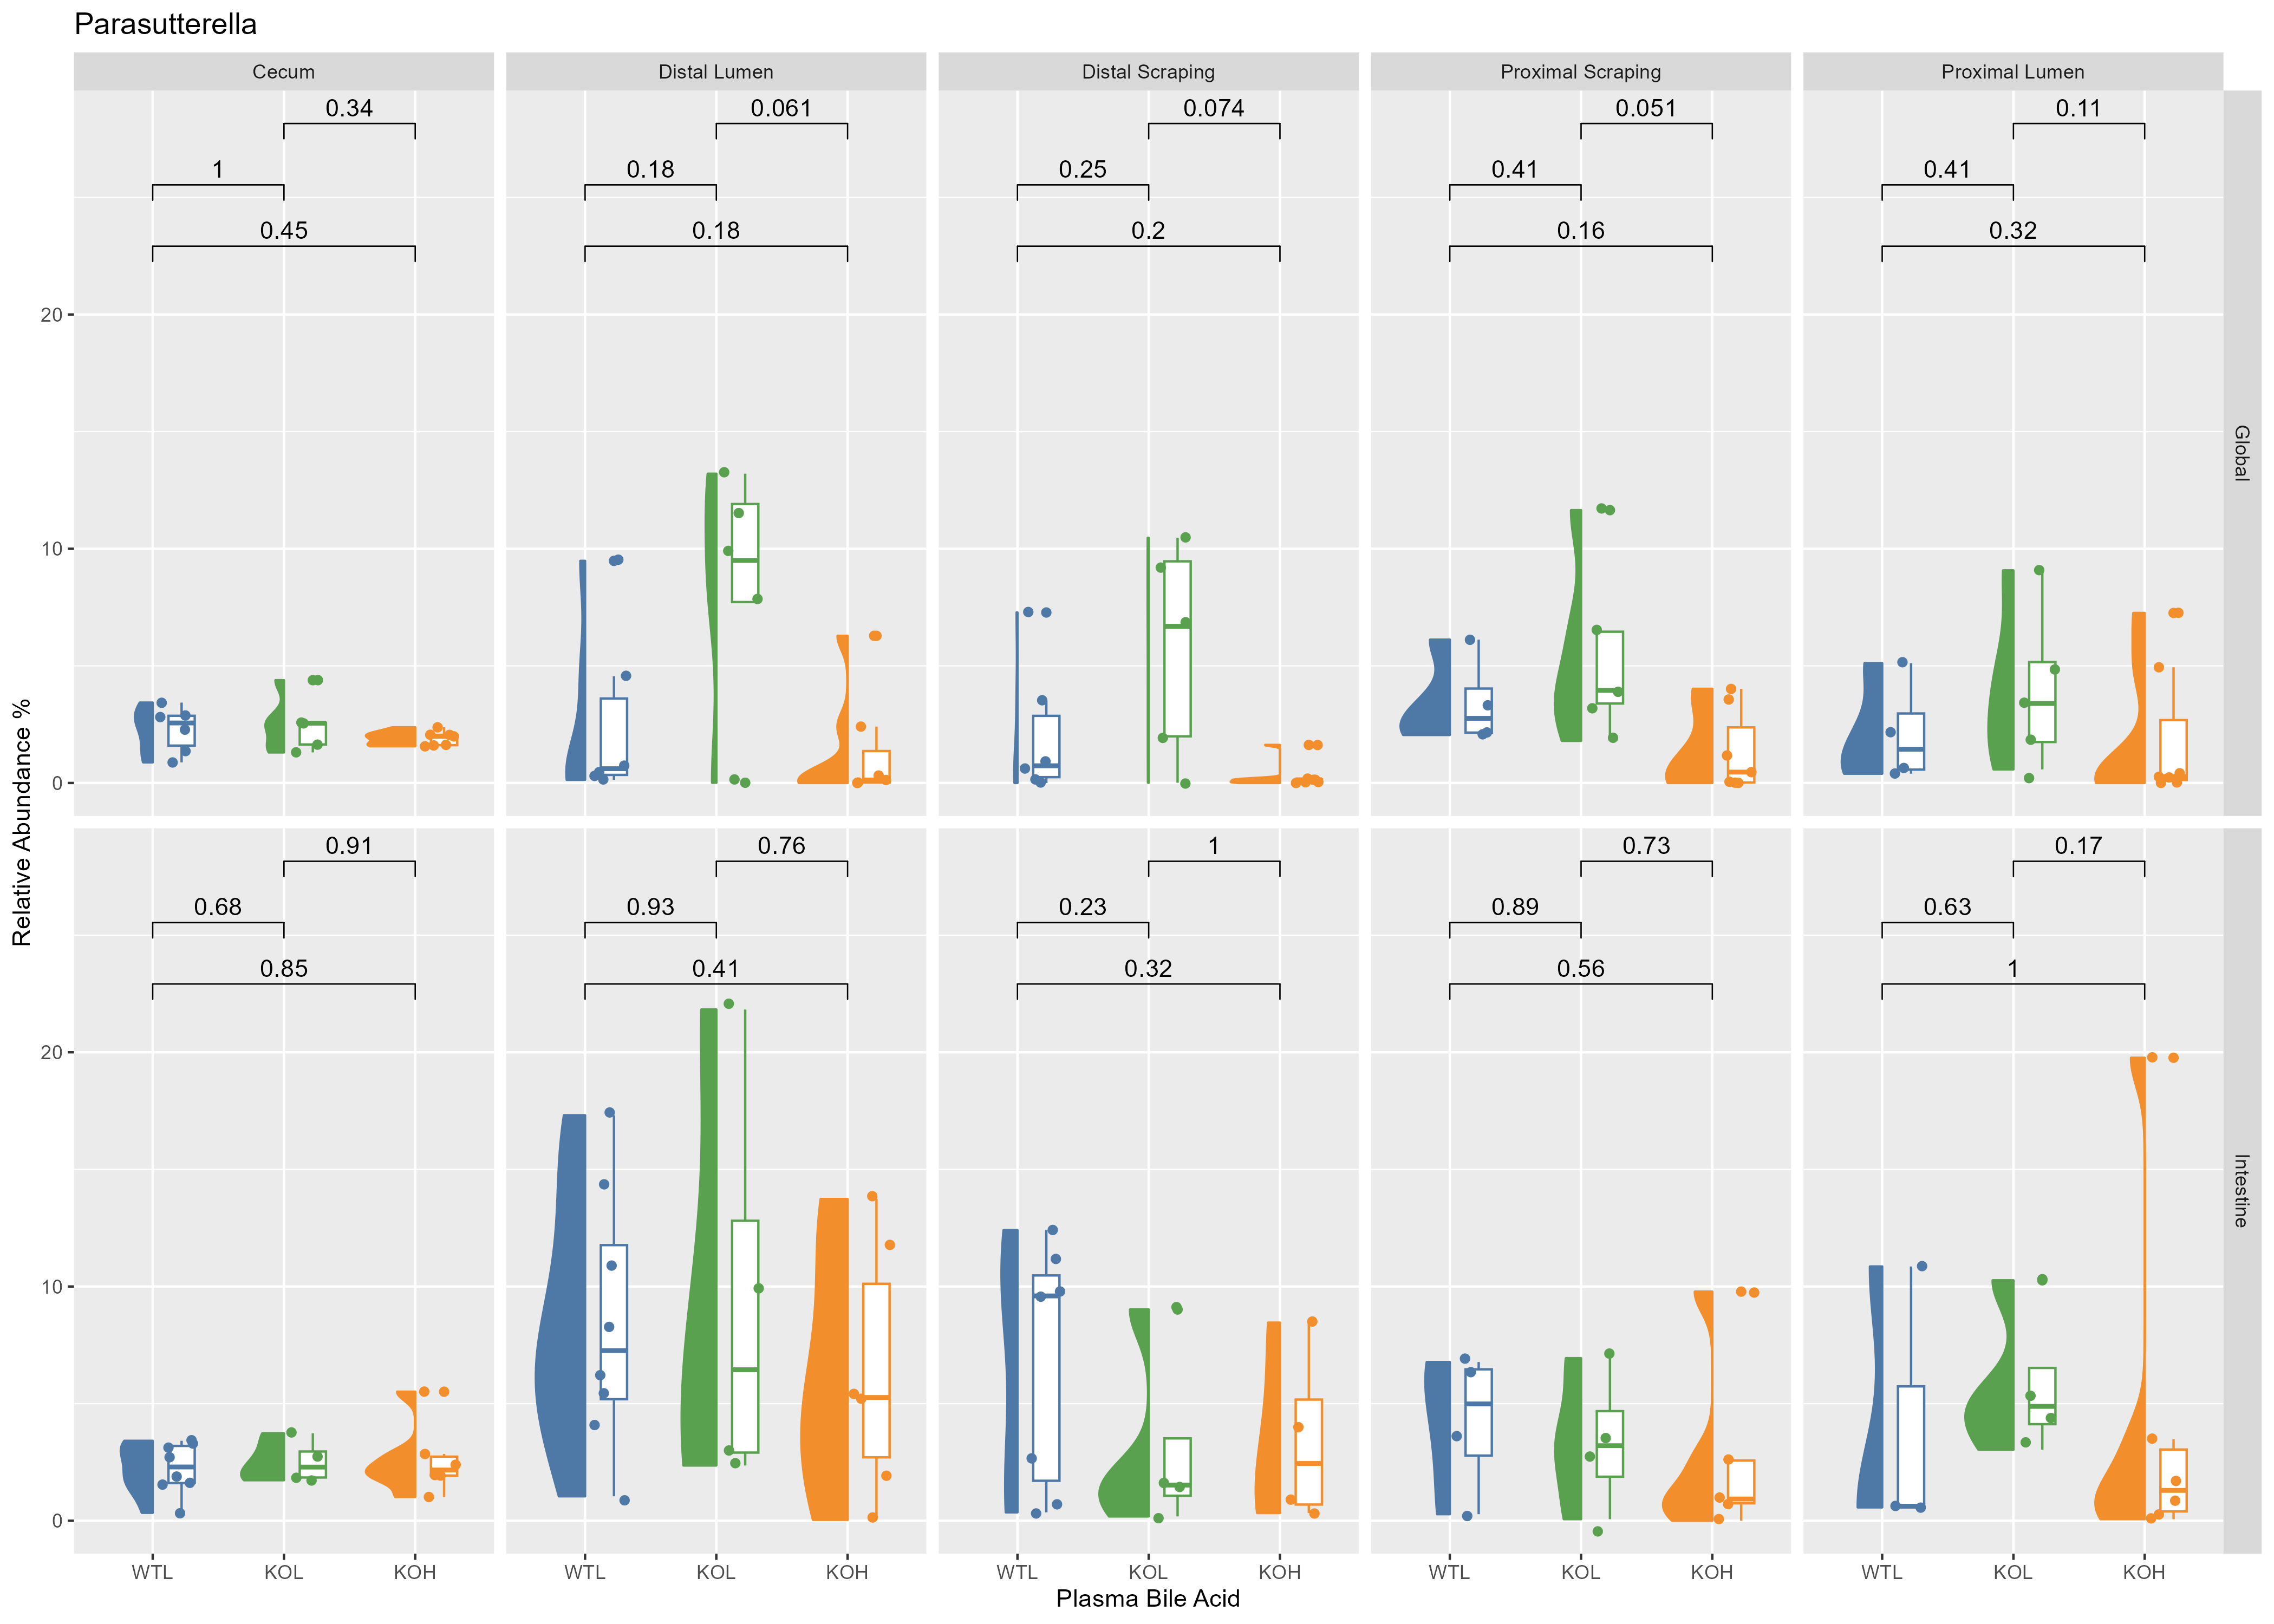 Parasutterella
Cecum
Distal Lumen
Distal Scraping
Proximal Scraping
Proximal Lumen
0.34
0.061
0.074
0.051
0.11
1
0.18
0.25
0.41
0.41
0.45
0.18
0.2
0.16
0.32
20
10
0
Global
Relative Abundance %
0.91
0.76
1
0.73
0.17
0.68
0.93
0.23
0.89
0.63
0.85
0.41
0.32
0.56
1
20
10
0
Intestine
WTL KOL KOH
WTL KOL KOH
WTL KOL KOH
WTL KOL KOH
WTL KOL KOH
Plasma Bile Acid